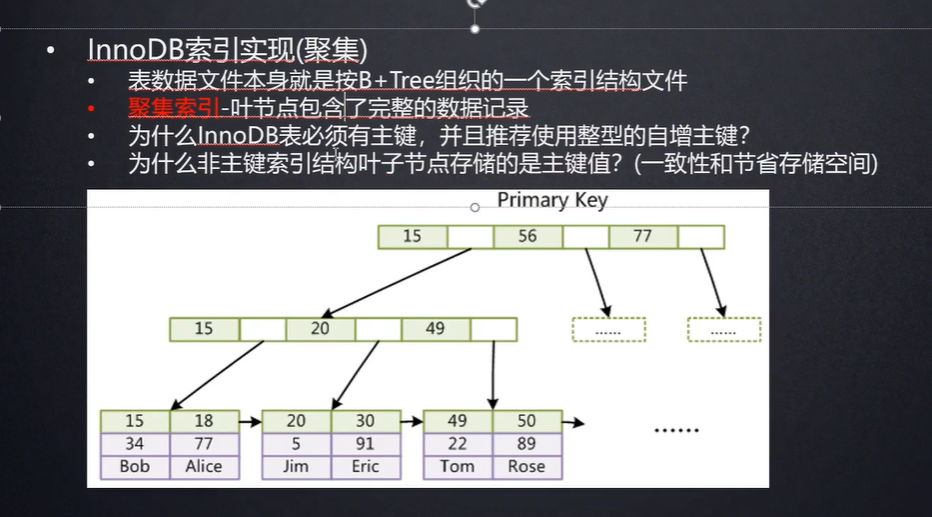 InnoDB索引实现(聚集)
表数据文件本身就是按B+Tree组织的一个索引结构文件
聚集索引-叶节点包含了完整的数据记录
为什么InnoDB表必须有主键，并且推荐使用整型的自增主键？
为什么非主键索引结构叶子节点存储的是主键值？(一致性和节省存储空间)
Primary Key
15 56 77
15 20 49 ...... ......
15 18 20 30 49 50
34 77 5 91 22 89 ......
Bob Alice Jim Eric Tom Rose